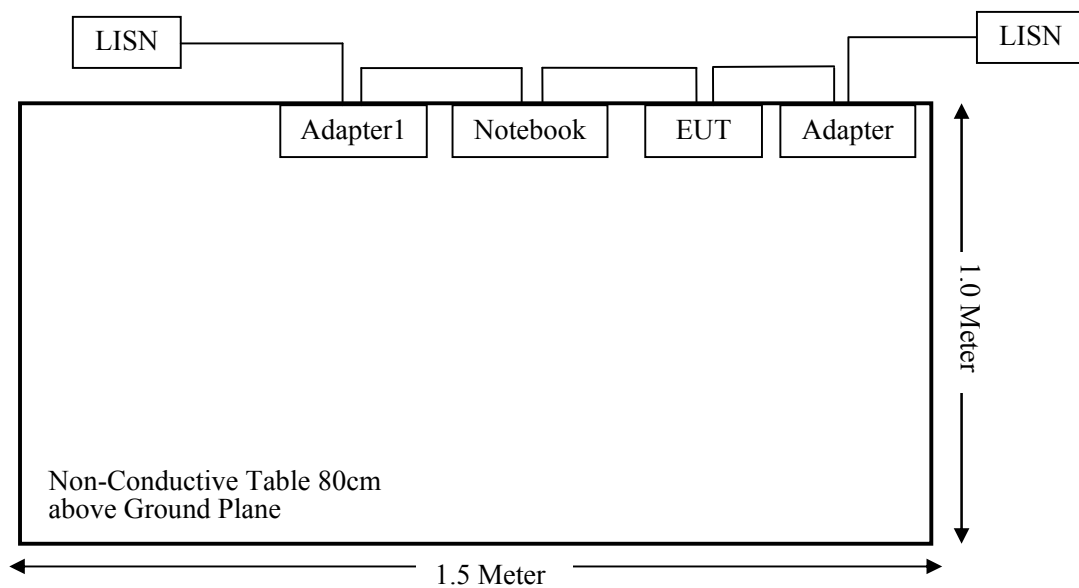 LISN
LISN
Adapter1
Notebook
EUT
Adapter
1.0 Meter
Non-Conductive Table 80cm
above Ground Plane
1.5 Meter